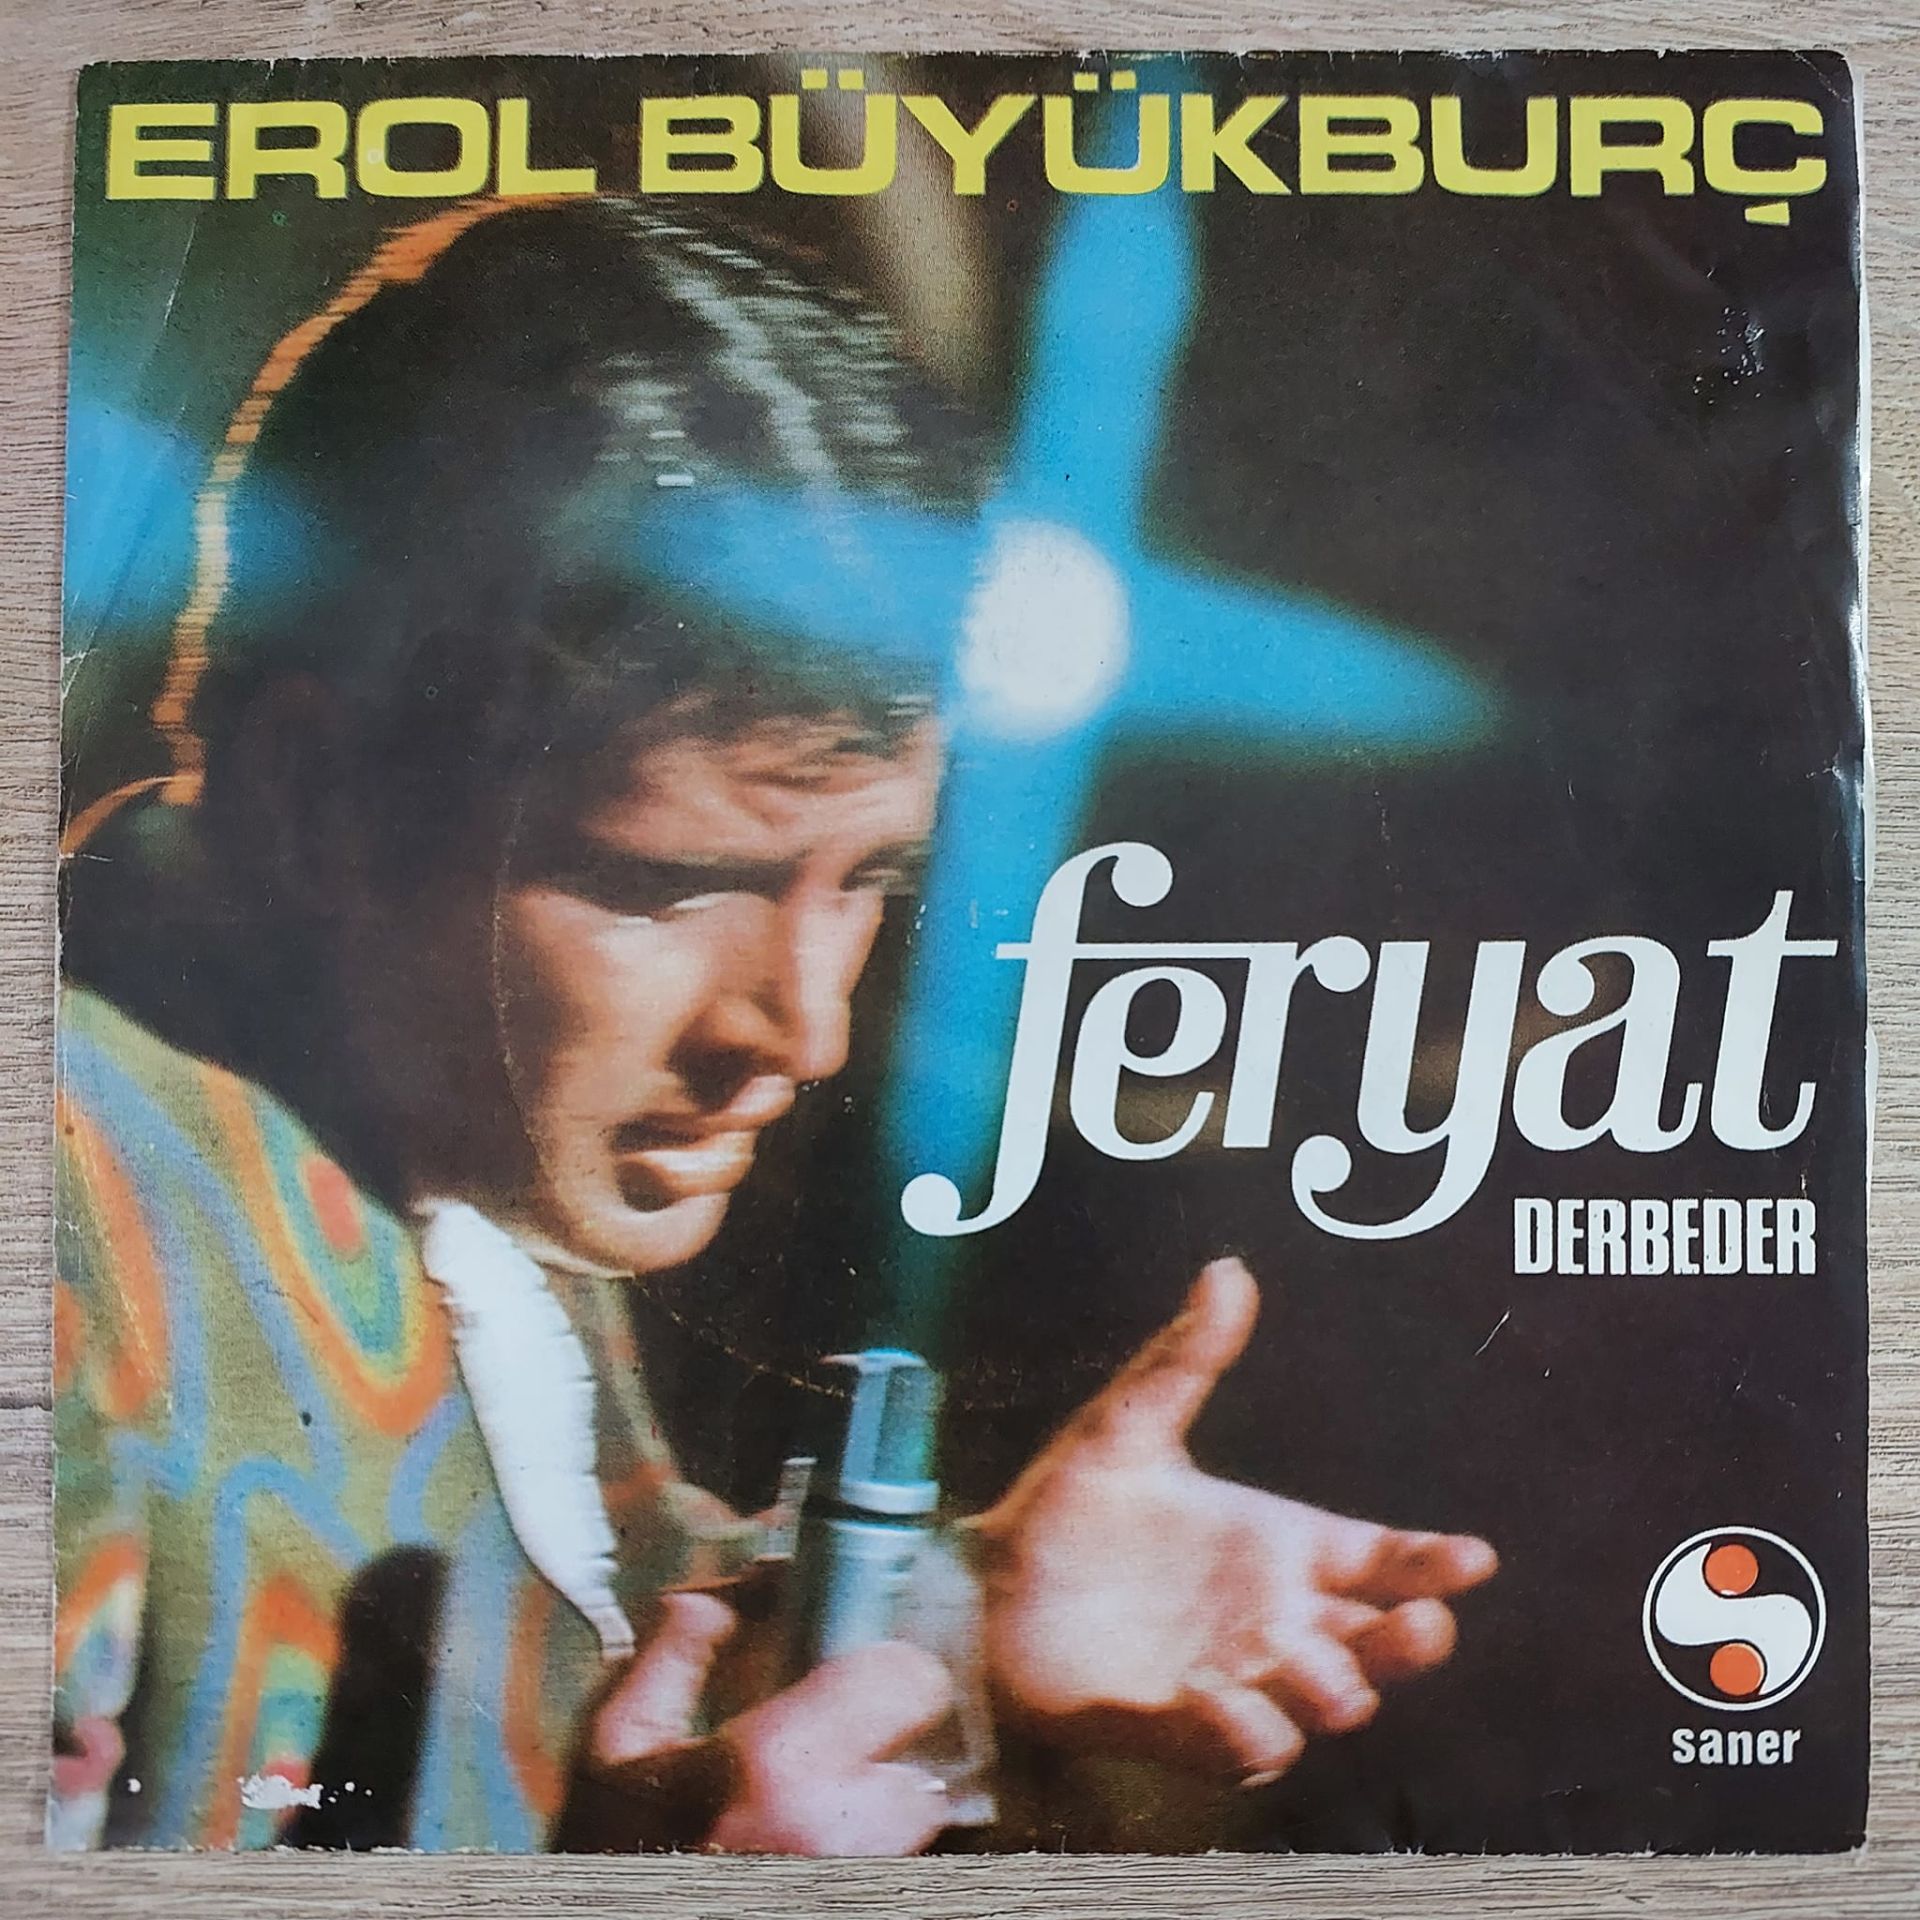 EROL BÜYÜKBURÇ
feryat
DERBEDER
saner